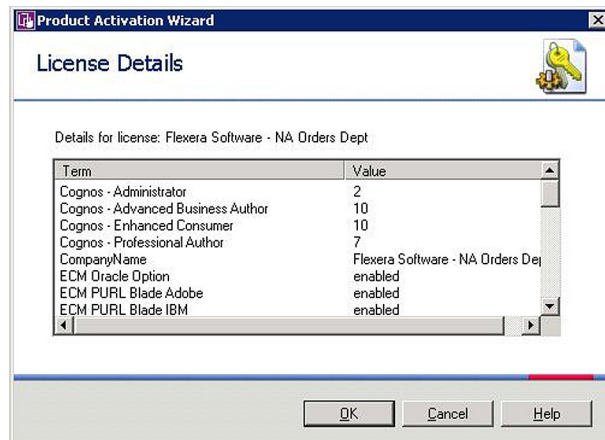 Product Activation Wizard
License Details
Details for license: Flexera Software - NA Orders Dept
Term Value
Cognos - Administrator 2
Cognos - Advanced Business Author 10
Cognos - Enhanced Consumer 10
Cognos - Professional Author 7
CompanyName Flexera Software - NA Orders Dep
ECM Oracle Option enabled
ECM PURL Blade Adobe enabled
ECM PURL Blade IBM enabled
OK Cancel Help